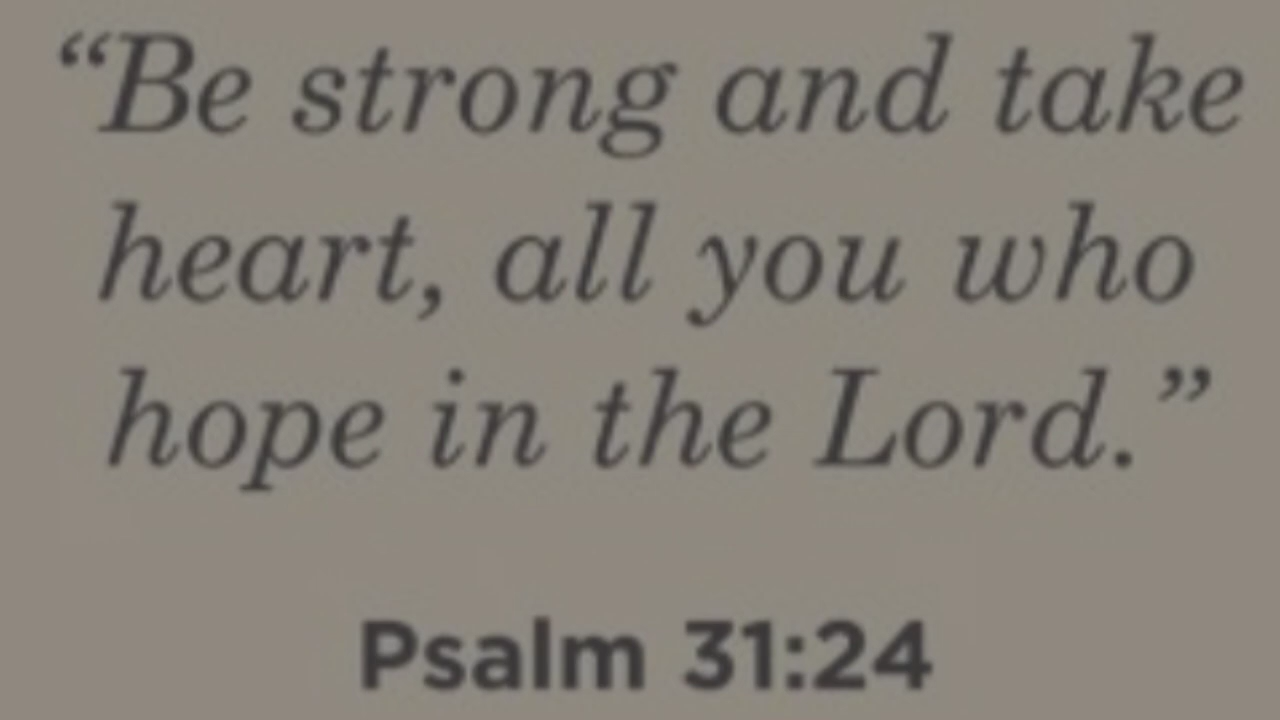 “Be strong and take
heart, all you who
hope in the Lord.”
Psalm 31:24